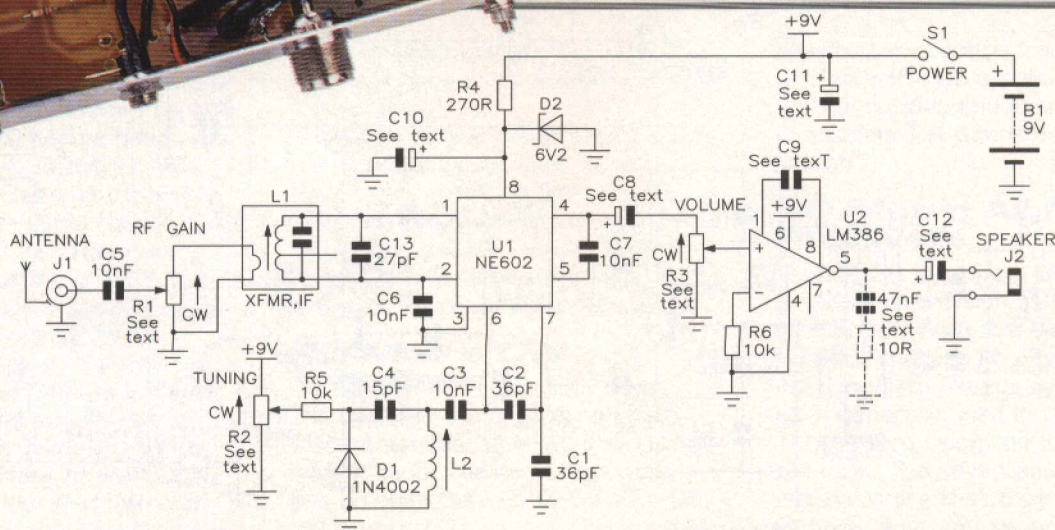 +9V
S1
POWER
+
B1
9V
R4
270R
D2
6V2
C11
See
text
+
C10
See text
+
C9
See texT
8
+9V
C8
See text
+
VOLUME
1
6
8
U2
LM386
C12
See
text
+
SPEAKER
J2
L1
1
4
U1
NE602
C13
27pF
2
5
C7
10nF
CW
R3
See
text
+
-
5
4
7
ANTENNA
J1
C5
10nF
RF GAIN
R1
See
text
CW
XFMR,IF
C6
10nF
3
6
7
R6
10k
47nF
See
text
10R
+9V
TUNING
CW
R2
See
text
R5
10k
C4
15pF
C3
10nF
C2
36pF
D1
1N4002
L2
C1
36pF